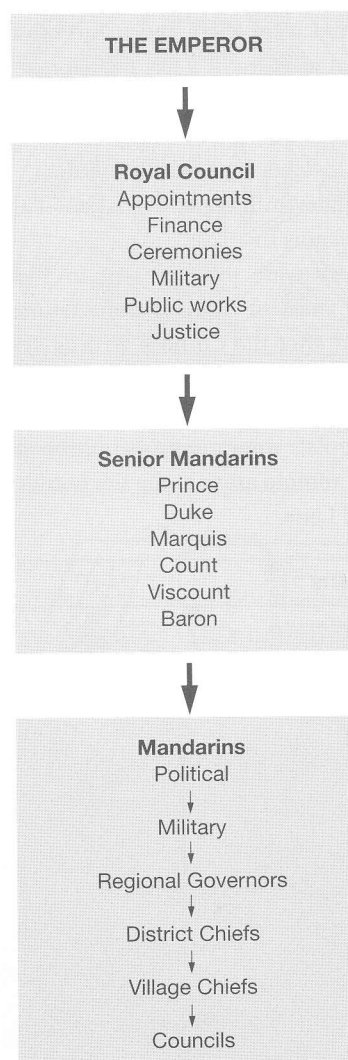 THE EMPEROR
Royal Council
Appointments
Finance
Ceremonies
Military
Public works
Justice
Senior Mandarins
Prince
Duke
Marquis
Count
Viscount
Baron
Mandarins
Political
Military
Regional Governors
District Chiefs
Village Chiefs
Councils